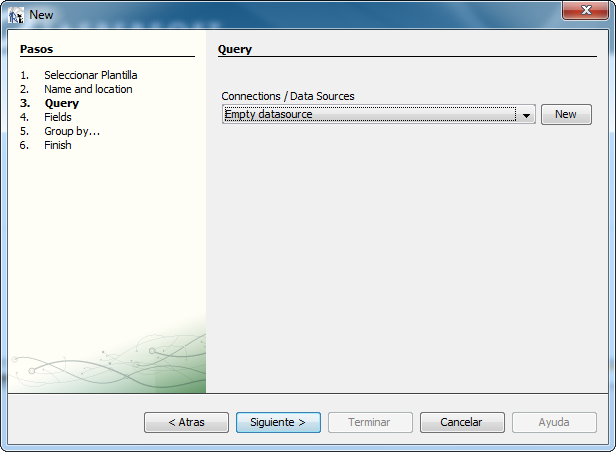 New
Pasos
1. Seleccionar Plantilla
2. Name and location
3. Query
4. Fields
5. Group by...
6. Finish
Query
Connections / Data Sources
Empty datasource
New
< Atras
Siguiente >
Terminar
Cancelar
Ayuda